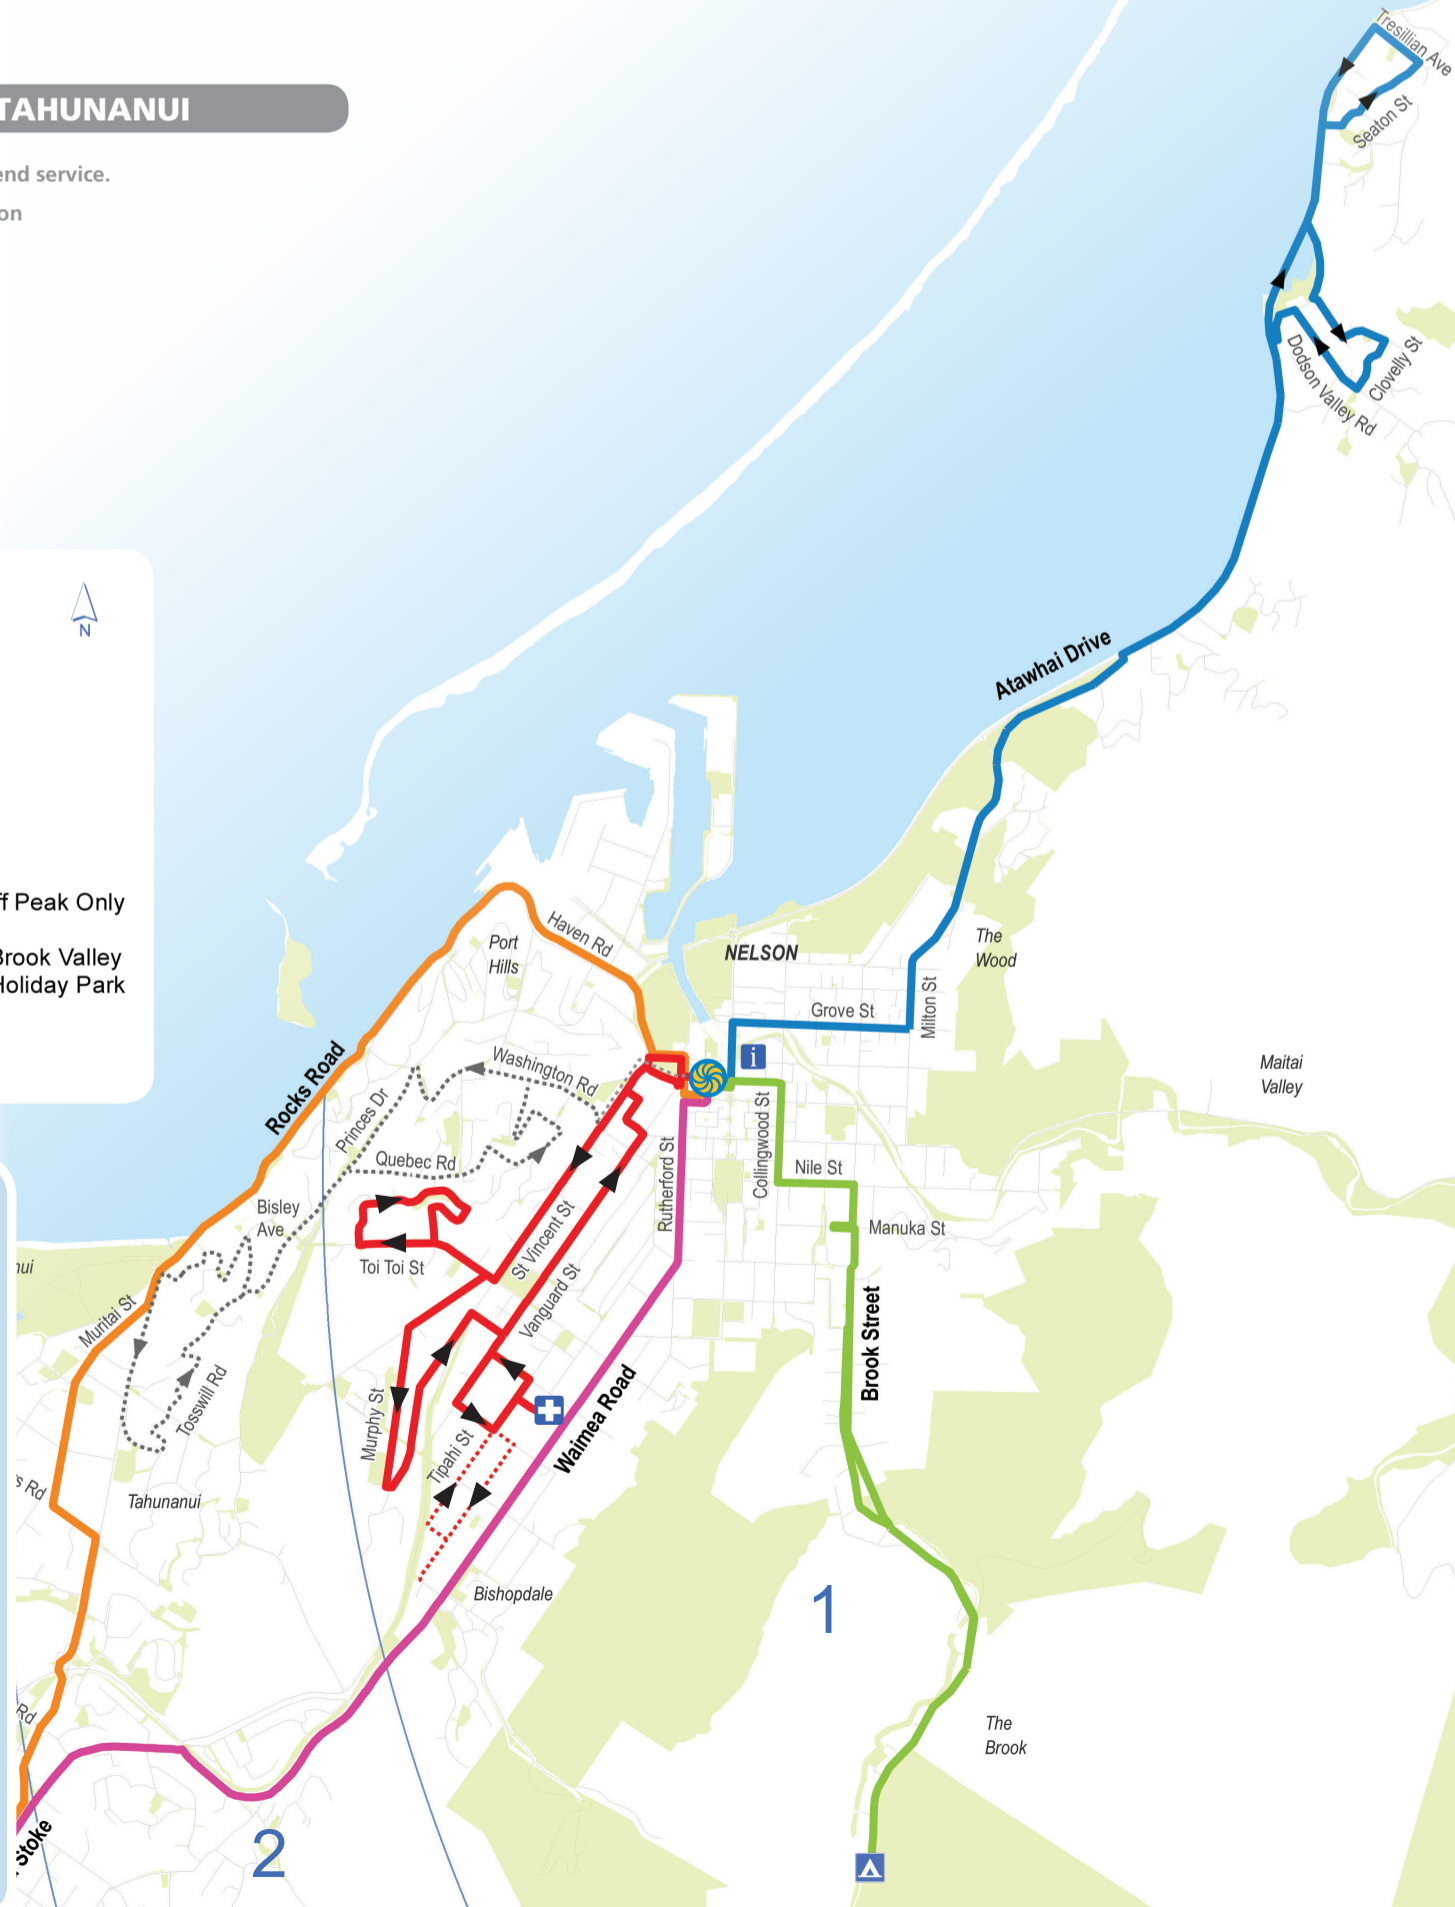 TAHUNANUI
end service.
on
N
ff Peak Only
Brook Valley
Holiday Park
Tresillian Ave
Seaton St
Clovelly St
Dodson Valley Rd
Atawhai Drive
Haven Rd
Port
Hills
NELSON
The
Wood
Grove St
Milton St
i
Washington Rd
Rocks Road
Princes Dr
Quebec Rd
Collingwood St
Nile St
Maitai
Valley
Rutherford St
Manuka St
Bisley
Ave
Toi Toi St
St Vincent St
Vanguard St
nui
Muritai St
Tosswill Rd
Murphy St
Tipahi St
Waimea Road
Brook Street
s Rd
Tahunanui
Bishopdale
1
Rd
The
Brook
Stoke
2